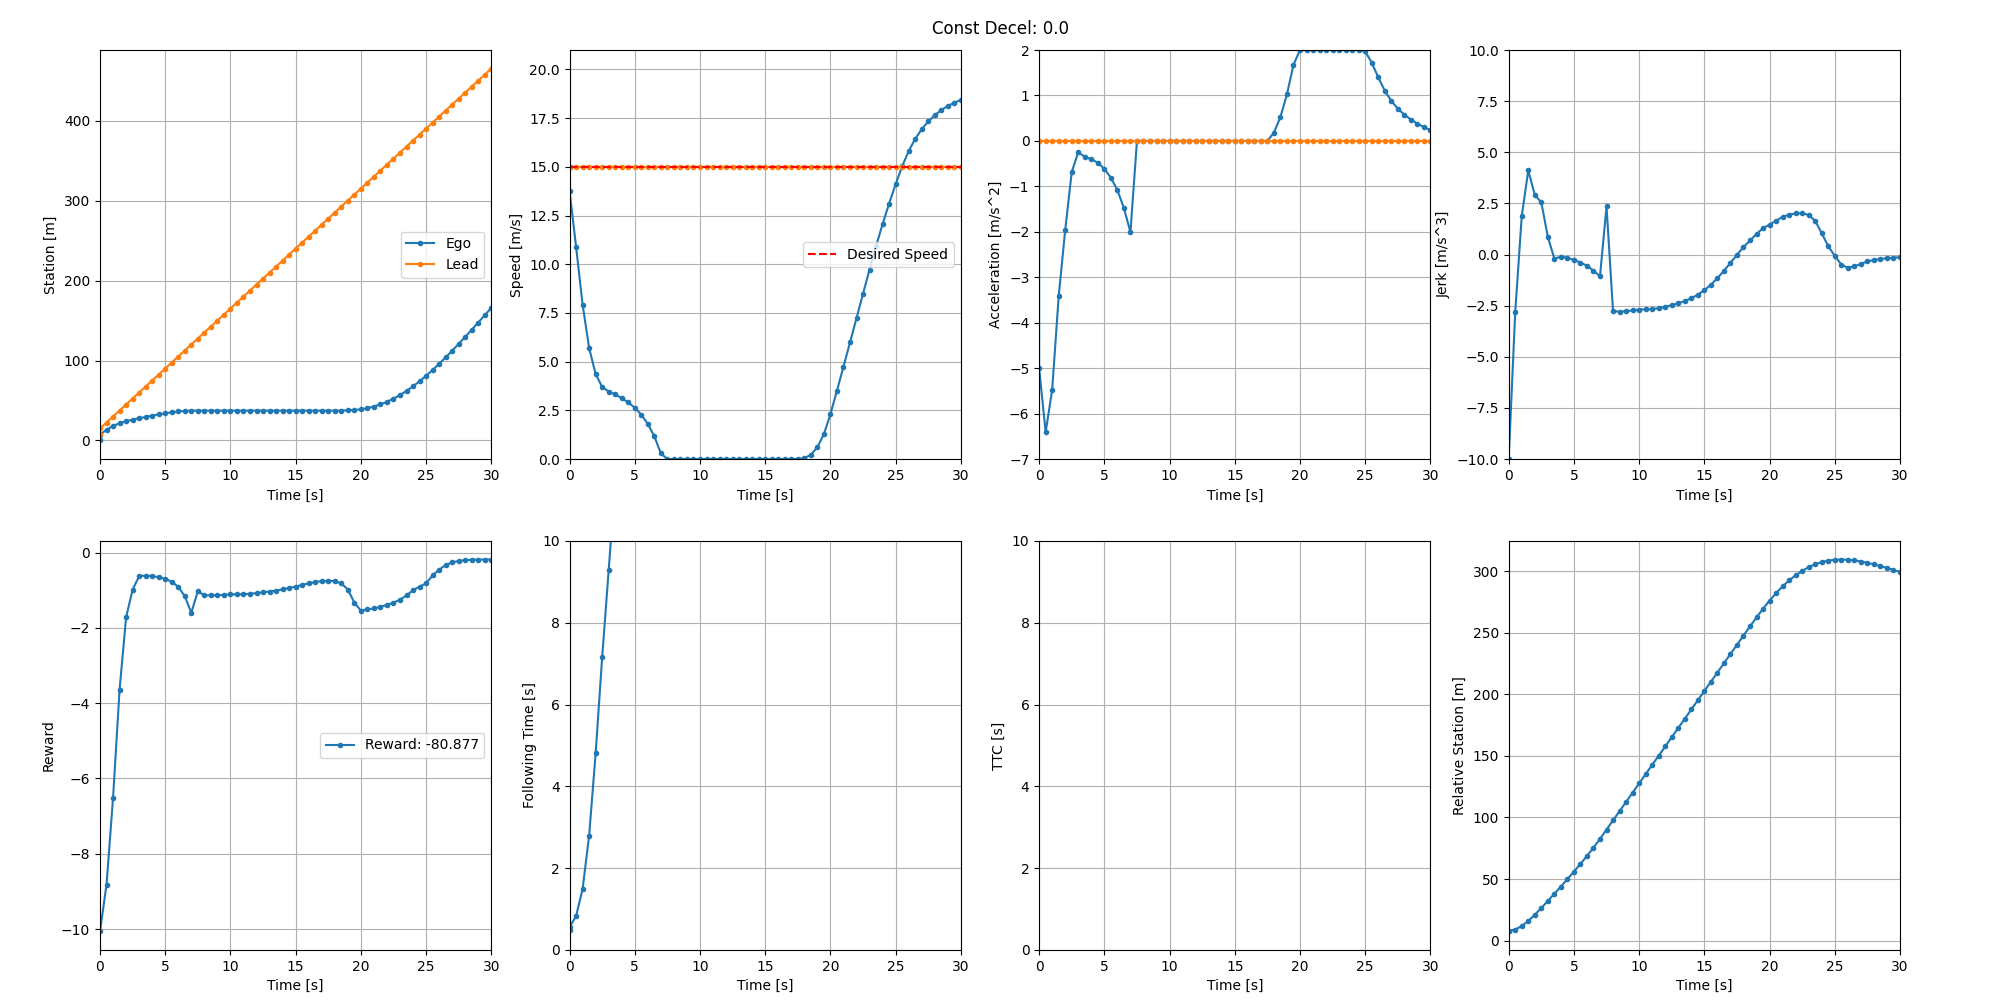 Const Decel: 0.0
Station [m]
400
300
200
100
0
0 5 10 15 20 25 30
Time [s]
Ego
Lead
Speed [m/s]
20.0
17.5
15.0
12.5
10.0
7.5
5.0
2.5
0.0
0 5 10 15 20 25 30
Time [s]
Desired Speed
Acceleration [m/s^2]
2
1
0
−1
−2
−3
−4
−5
−6
−7
0 5 10 15 20 25 30
Time [s]
Jerk [m/s^3]
10.0
7.5
5.0
2.5
0.0
−2.5
−5.0
−7.5
−10.0
0 5 10 15 20 25 30
Time [s]
Reward
0
−2
−4
−6
−8
−10
0 5 10 15 20 25 30
Time [s]
Reward: -80.877
Following Time [s]
10
8
6
4
2
0
0 5 10 15 20 25 30
Time [s]
TTC [s]
10
8
6
4
2
0
0 5 10 15 20 25 30
Time [s]
Relative Station [m]
300
250
200
150
100
50
0
0 5 10 15 20 25 30
Time [s]